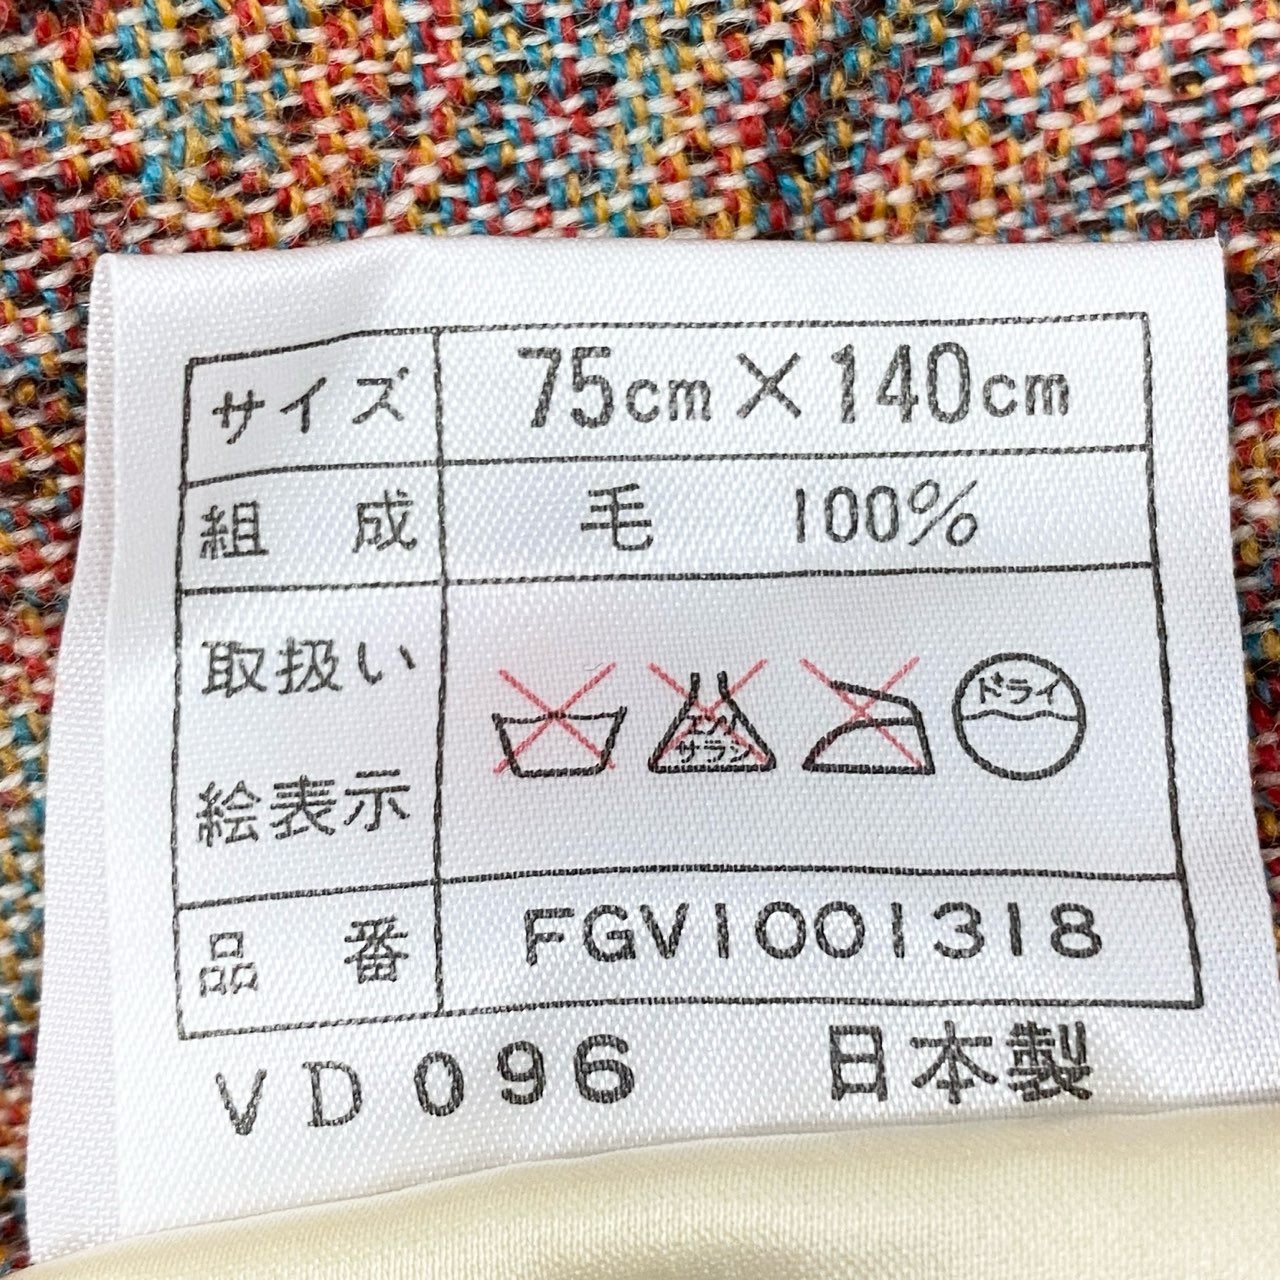 サイズ 75cm×140cm
組成 毛 100%
取扱い
エンソサラシ
ドライ
絵表示
品番 FGV1001318
VD096 日本製